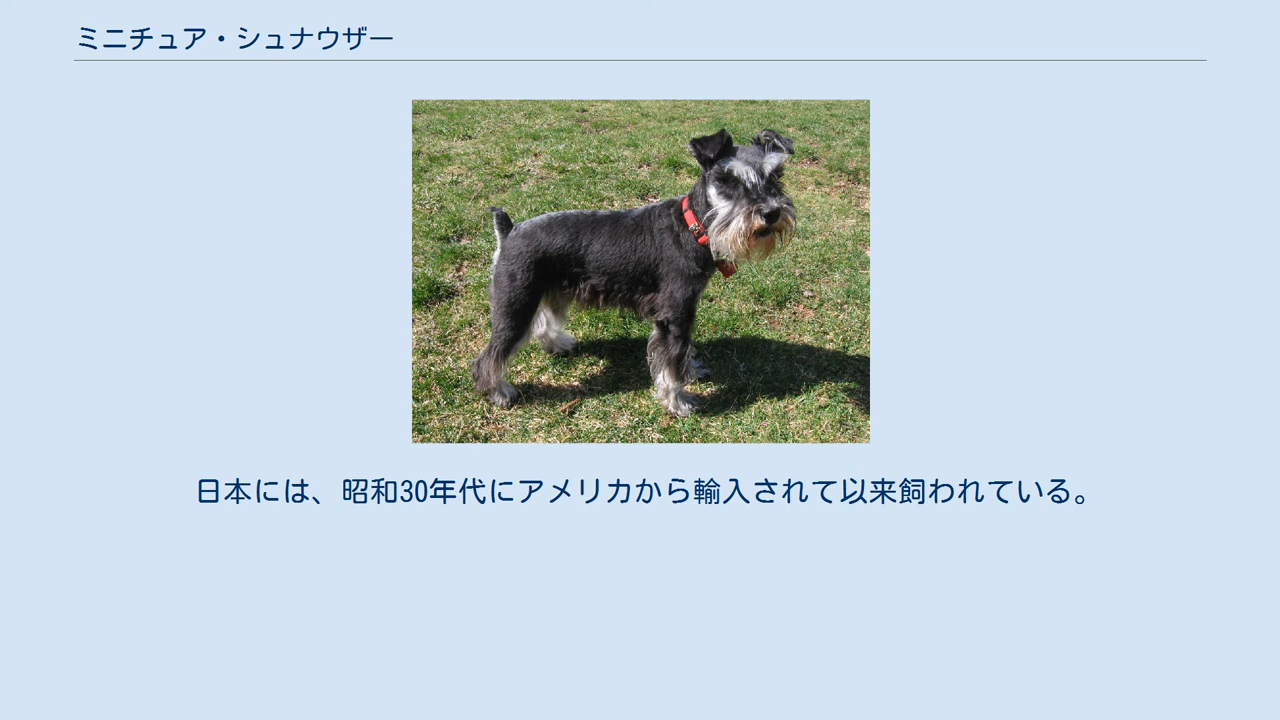 ミニチュア・シュナウザー
日本には、昭和30年代にアメリカから輸入されて以来飼われている。